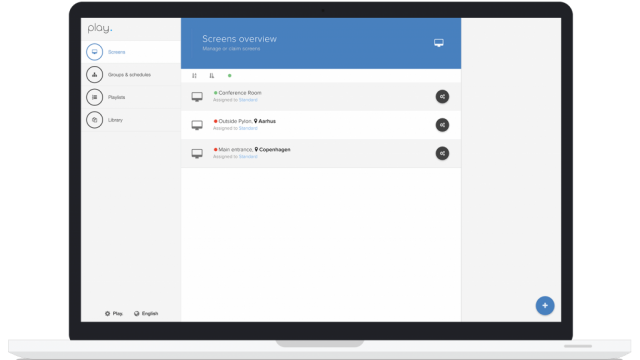 play.
Screens
Groups & schedules
Playlists
Library
Play
English
Screens overview
Manage or claim screens
Conference Room
Assigned to Standard
Outside Pylon, Aarhus
Assigned to Standard
Main entrance, Copenhagen
Assigned to Standard